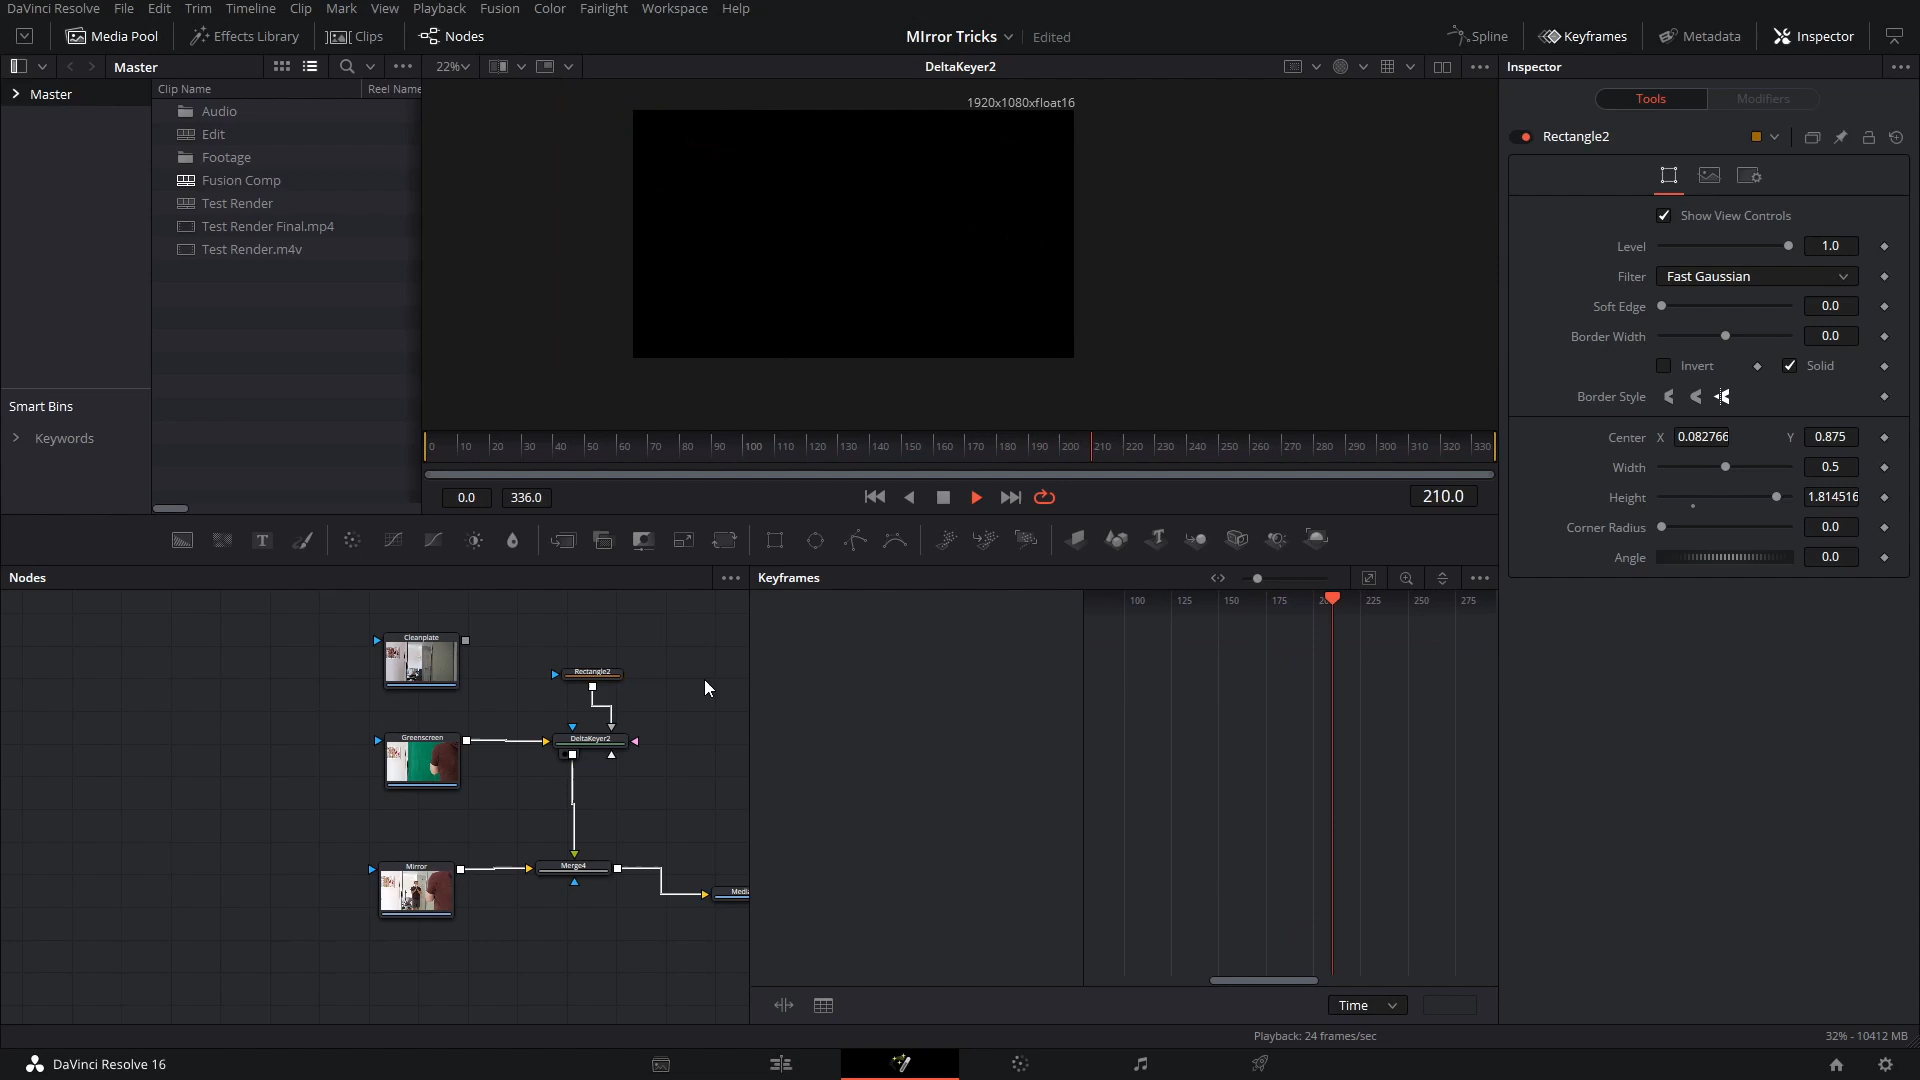 DaVinci Resolve File Edit Trim Timeline Clip Mark View Playback Fusion Color Fairlight Workspace Help
Media Pool Effects Library Clips Nodes MIrror Tricks Edited Spline Keyframes Metadata Inspector
Master 22% DeltaKeyer2 Inspector
Master Clip Name Reel Name
1920x1080xfloat16
Tools Modifiers
Audio
Edit
Footage
Fusion Comp
Test Render
Test Render Final.mp4
Test Render.m4v
Rectangle2
Show View Controls
Level 1.0
Filter Fast Gaussian
Soft Edge 0.0
Border Width 0.0
Invert Solid
Border Style
Center X 0.082766 Y 0.875
Width 0.5
Height 1.814516
Corner Radius 0.0
Angle 0.0
Smart Bins
Keywords
0 10 20 30 40 50 60 70 80 90 100 110 120 130 140 150 160 170 180 190 200 210 220 230 240 250 260 270 280 290 300 310 320 330
0.0 336.0 210.0
Nodes Keyframes
100 125 150 175 225 250 275
Cleanplate
Rectangle2
Greenscreen
DeltaKeyer2
Mirror
Merge4
Media
Time
Playback: 24 frames/sec 32% - 10412 MB
DaVinci Resolve 16